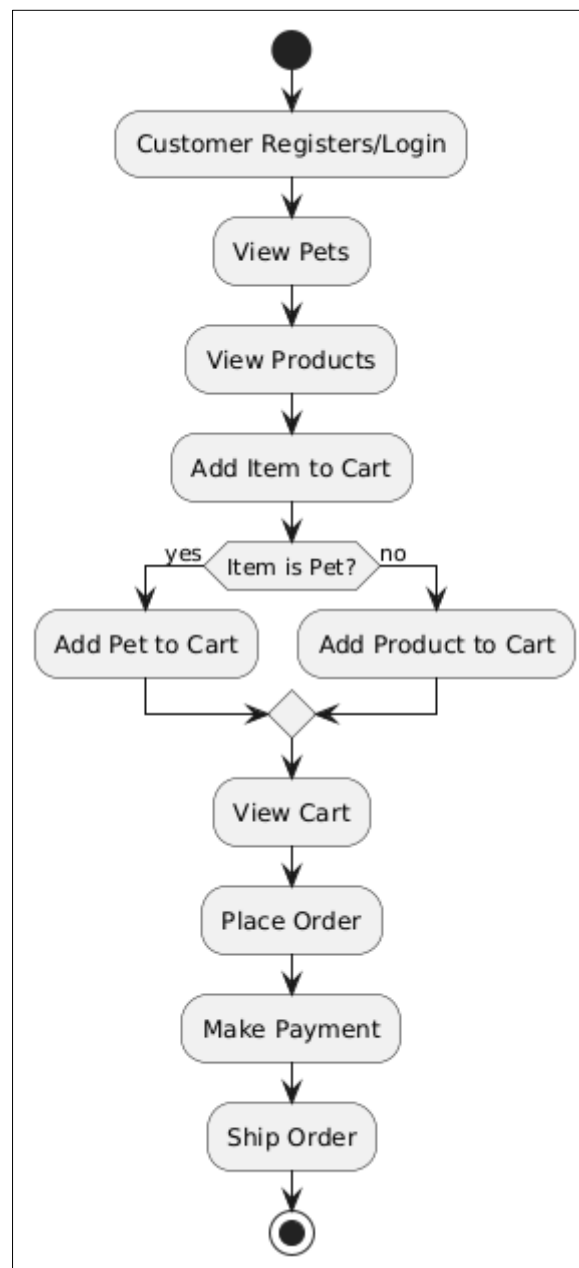 Customer Registers/Login
View Pets
View Products
Add Item to Cart
yes
Item is Pet?
no
Add Pet to Cart
Add Product to Cart
View Cart
Place Order
Make Payment
Ship Order